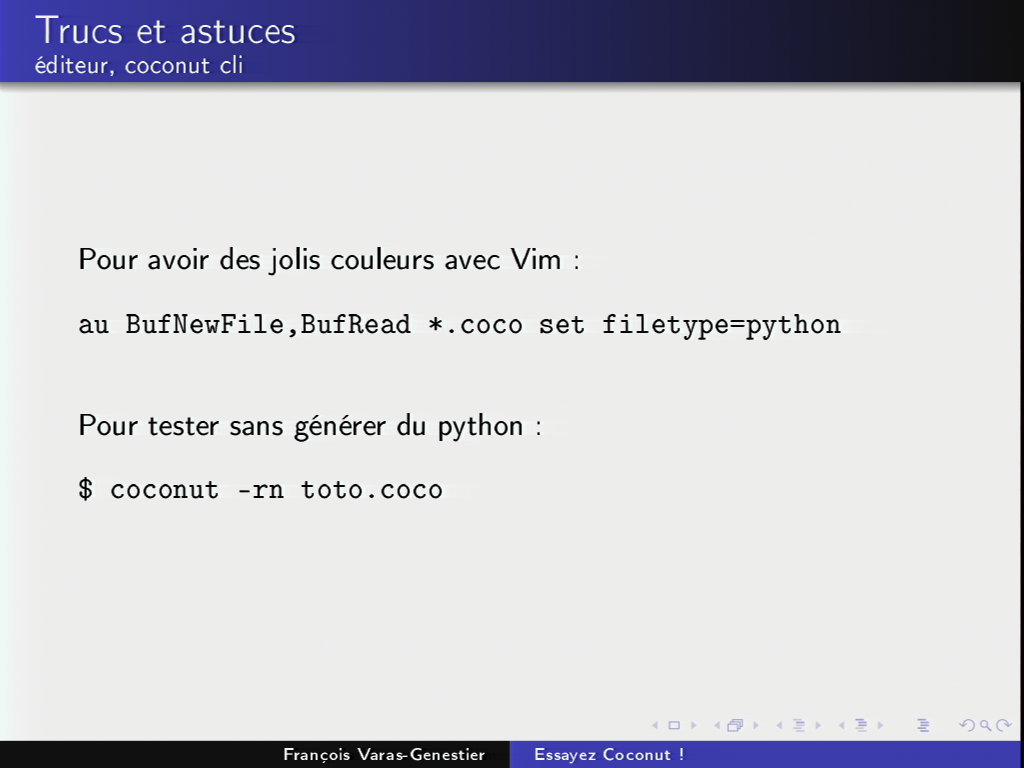 Trucs et astuces
éditeur, coconut cli
Pour avoir des jolis couleurs avec Vim :
au BufNewFile,BufRead *.coco set filetype=python
Pour tester sans générer du python :
$ coconut -rn toto.coco
François Varas-Genestier
Essayez Coconut !